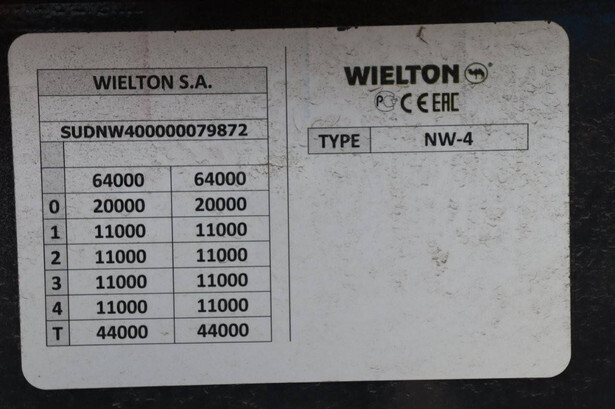 WIELTON S.A.
SUDNW400000079872
64000 64000
0 20000 20000
1 11000 11000
2 11000 11000
3 11000 11000
4 11000 11000
T 44000 44000
WIELTON ®
CE EAC
TYPE NW-4